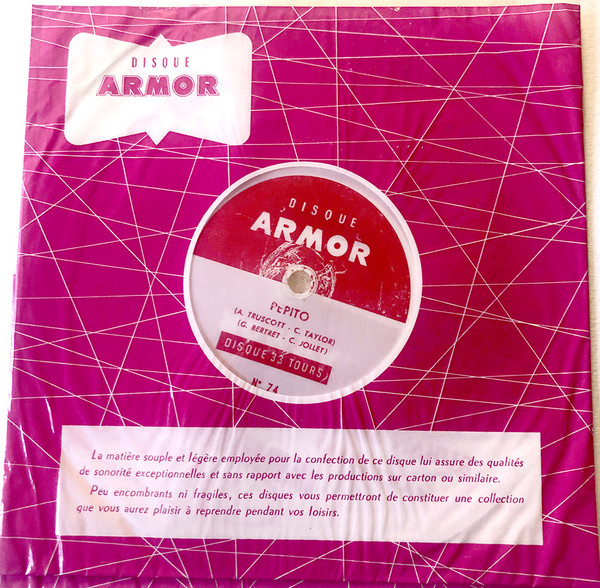 DISQUE
ARMOR
DISQUE
ARMOR
PEPITO
(A. TRUSCOTT - C. TAYLOR)
(G. BERTRET - C. JOLLET)
DISQUE 33 TOURS
N° 74
La matière souple et légère employée pour la confection de ce disque lui assure des qualités
de sonorité exceptionnelles et sans rapport avec les productions sur carton ou similaire.
Peu encombrants ni fragiles, ces disques vous permettront de constituer une collection
que vous aurez plaisir à reprendre pendant vos loisirs.